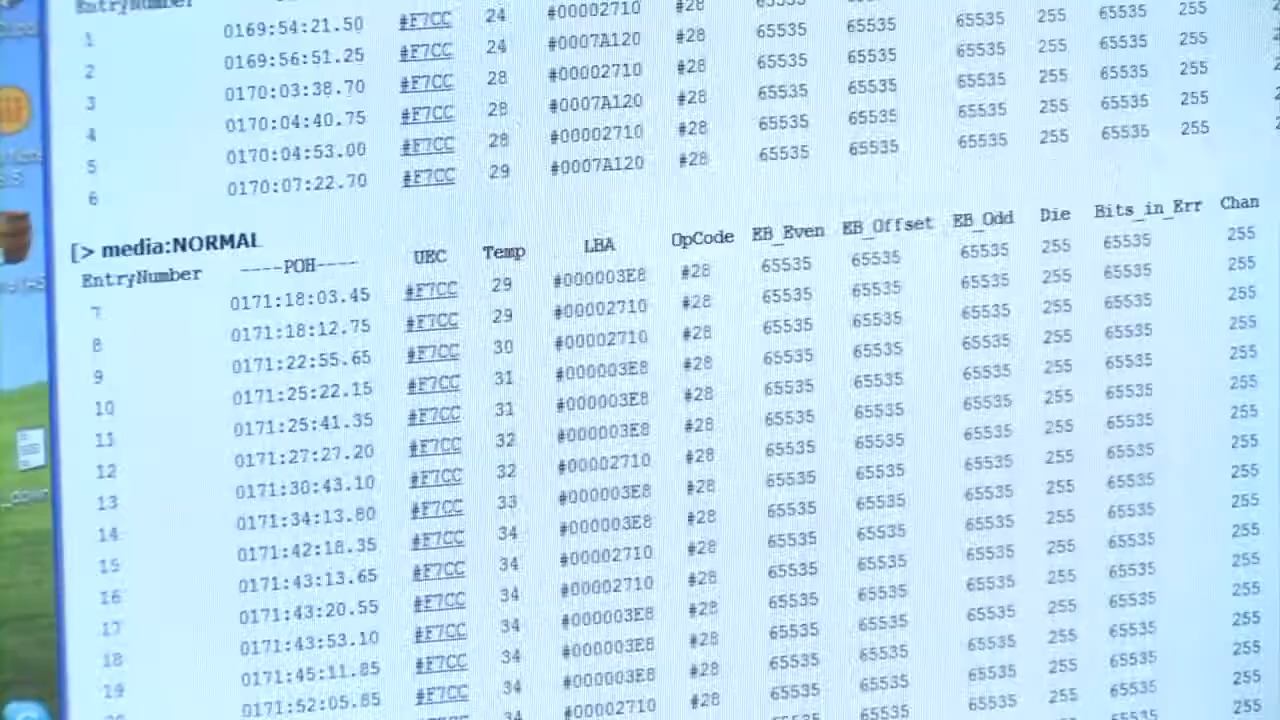 EntryNumber
1 0169:54:21.50 #F7CC 24 #00002710 #28
2 0169:56:51.25 #F7CC 24 #0007A120 #28 65535 65535 65535 255 65535 255
3 0170:03:38.70 #F7CC 28 #00002710 #28 65535 65535 65535 255 65535 255
4 0170:04:40.75 #F7CC 28 #0007A120 #28 65535 65535 65535 255 65535 255
5 0170:04:53.00 #F7CC 28 #00002710 #28 65535 65535 65535 255 65535 255
6 0170:07:22.70 #F7CC 29 #0007A120 #28 65535 65535 65535 255 65535 255
[> media:NORMAL
EntryNumber ----POH---- UEC Temp LBA OpCode EB_Even EB_Offset EB_Odd Die Bits_in_Err Chan
7 0171:18:03.45 #F7CC 29 #000003E8 #28 65535 65535 65535 255 65535 255
8 0171:18:12.75 #F7CC 29 #00002710 #28 65535 65535 65535 255 65535 255
9 0171:22:55.65 #F7CC 30 #00002710 #28 65535 65535 65535 255 65535 255
10 0171:25:22.15 #F7CC 31 #000003E8 #28 65535 65535 65535 255 65535 255
11 0171:25:41.35 #F7CC 31 #000003E8 #28 65535 65535 65535 255 65535 255
12 0171:27:27.20 #F7CC 32 #000003E8 #28 65535 65535 65535 255 65535 255
13 0171:30:43.10 #F7CC 32 #00002710 #28 65535 65535 65535 255 65535 255
14 0171:34:13.80 #F7CC 33 #000003E8 #28 65535 65535 65535 255 65535 255
15 0171:42:18.35 #F7CC 34 #000003E8 #28 65535 65535 65535 255 65535 255
16 0171:43:13.65 #F7CC 34 #00002710 #28 65535 65535 65535 255 65535 255
17 0171:43:20.55 #F7CC 34 #00002710 #28 65535 65535 65535 255 65535 255
18 0171:43:53.10 #F7CC 34 #000003E8 #28 65535 65535 65535 255 65535 255
19 0171:45:11.85 #F7CC 34 #000003E8 #28 65535 65535 65535 255 65535 255
20 0171:52:05.85 #F7CC 34 #000003E8 #28 65535 65535 65535 255 65535 255
34 #00002710 #28 65535 65535 65535 255 65535 255